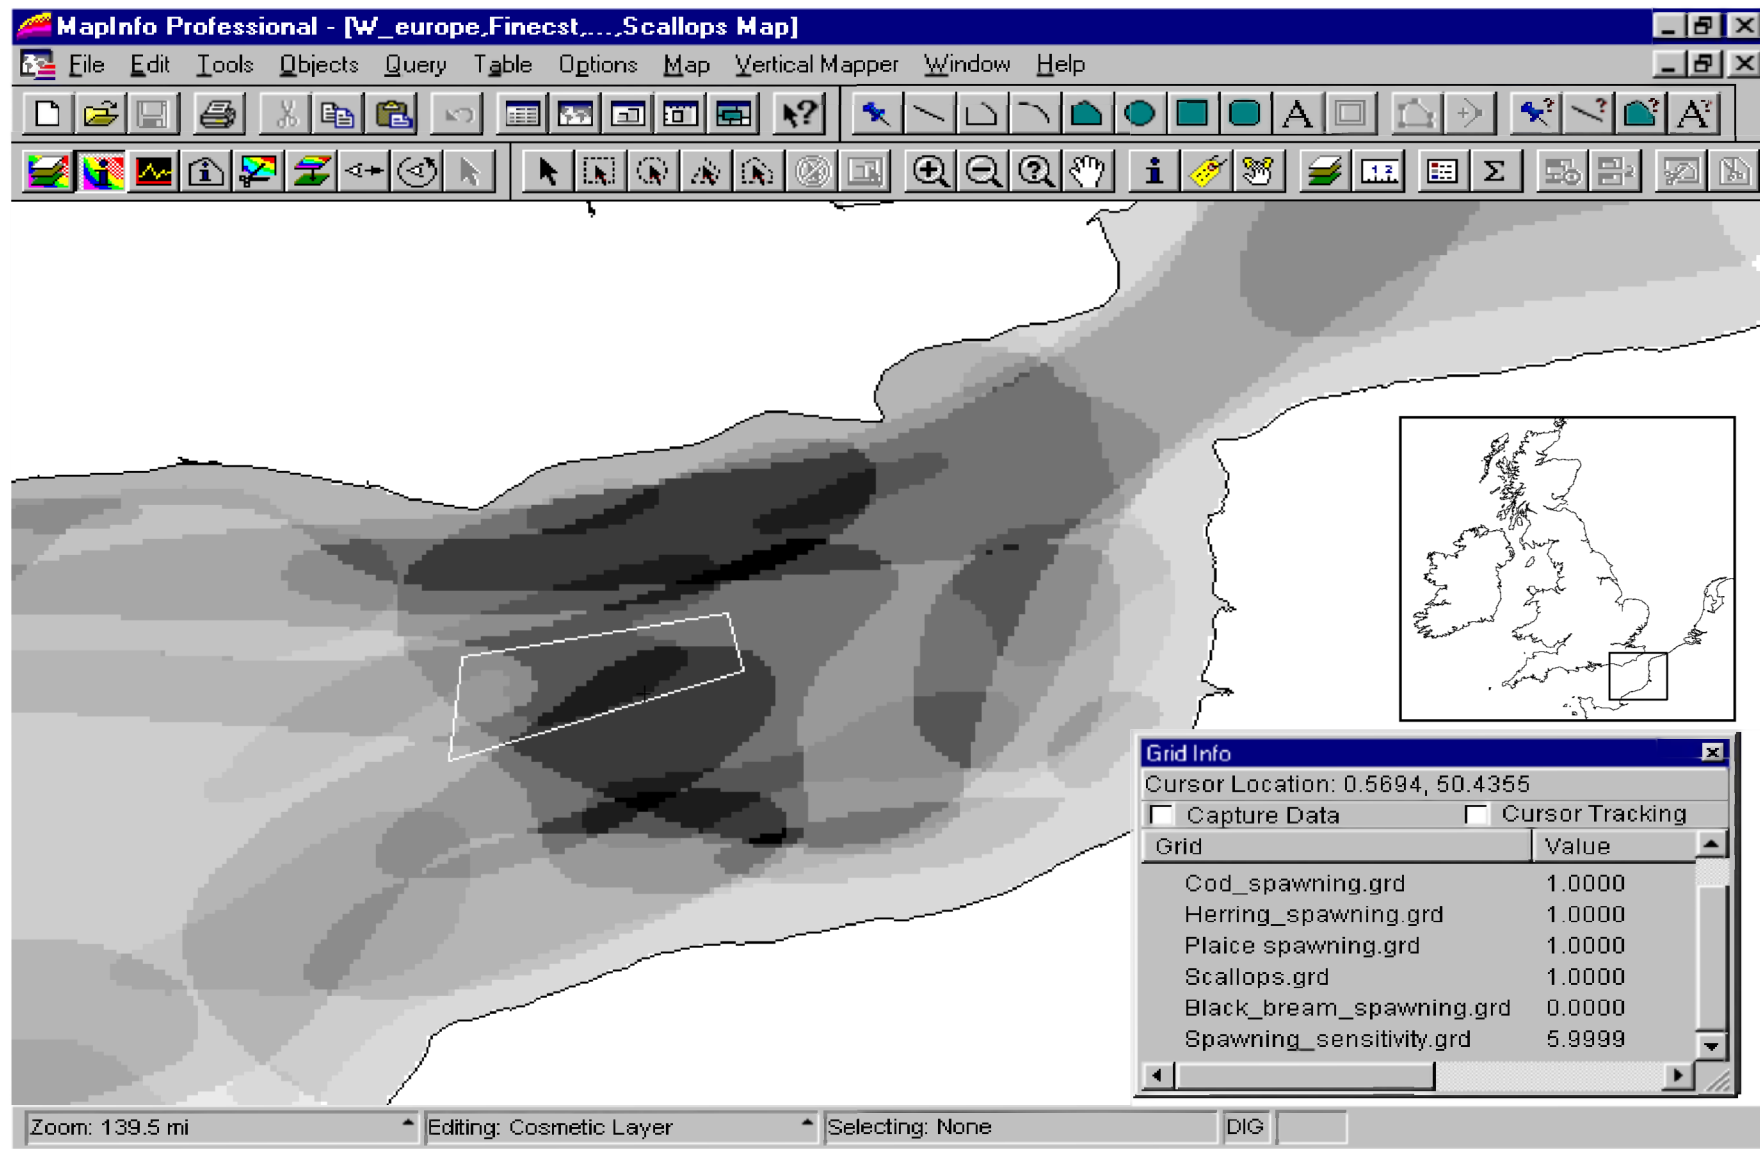 MapInfo Professional - [W_europe,Finecst,...,Scallops Map]
File Edit Tools Objects Query Table Options Map Vertical Mapper Window Help
Grid Info
Cursor Location: 0.5694, 50.4355
Capture Data Cursor Tracking
Grid Value
Cod_spawning.grd 1.0000
Herring_spawning.grd 1.0000
Plaice spawning.grd 1.0000
Scallops.grd 1.0000
Black_bream_spawning.grd 0.0000
Spawning_sensitivity.grd 5.9999
Zoom: 139.5 mi Editing: Cosmetic Layer Selecting: None DIG